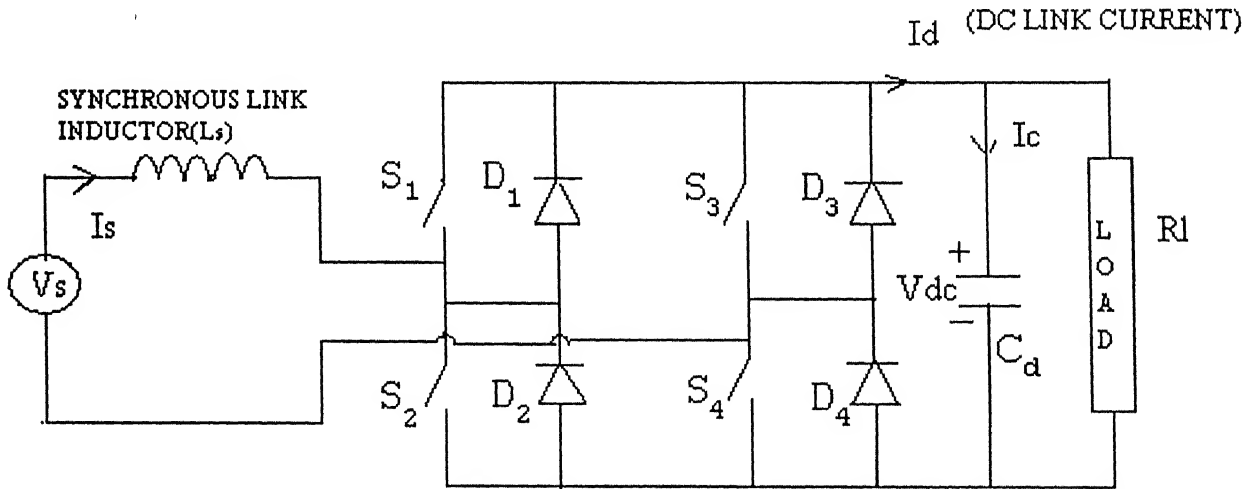 Id (DC LINK CURRENT)
SYNCHRONOUS LINK
INDUCTOR(Ls)
Is
Vs
S1
D1
S3
D3
Ic
Rl
LOAD
+
Vdc
−
Cd
S2
D2
S4
D4